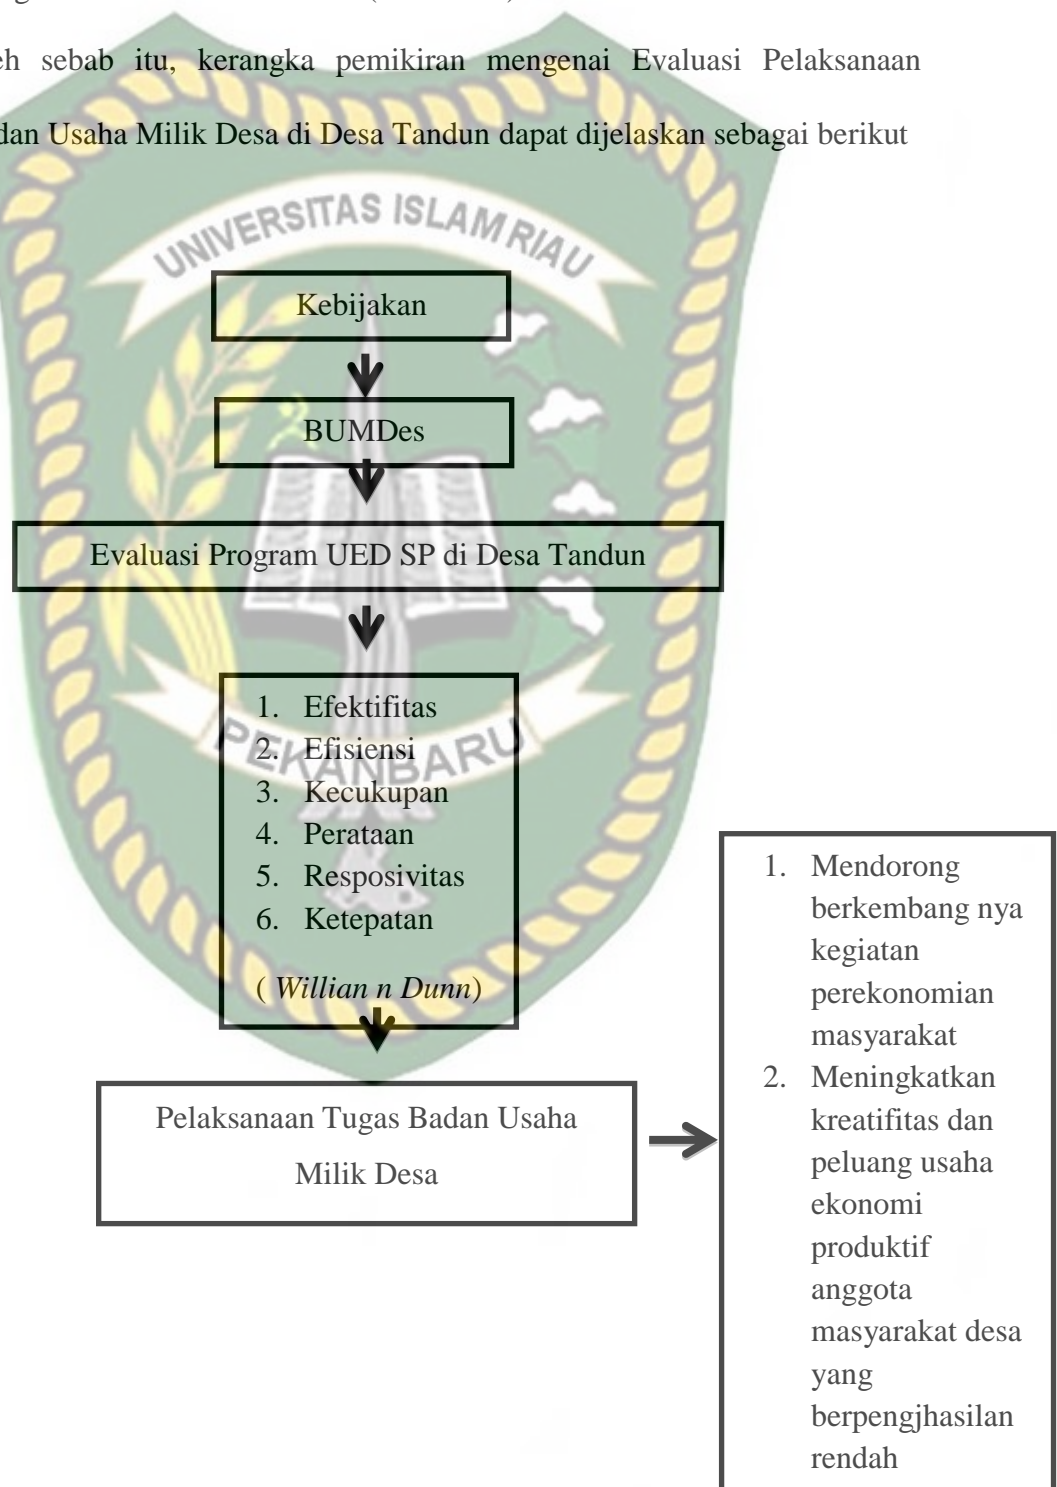 eh sebab itu, kerangka pemikiran mengenai Evaluasi Pelaksanaan
dan Usaha Milik Desa di Desa Tandun dapat dijelaskan sebagai berikut
UNIVERSITAS ISLAM RIAU
Kebijakan
BUMDes
Evaluasi Program UED SP di Desa Tandun
1. Efektifitas
2. Efisiensi
3. Kecukupan
4. Perataan
5. Resposivitas
6. Ketepatan
( Willian n Dunn)
PEKANBARU
Pelaksanaan Tugas Badan Usaha
Milik Desa
1. Mendorong
berkembang nya
kegiatan
perekonomian
masyarakat
2. Meningkatkan
kreatifitas dan
peluang usaha
ekonomi
produktif
anggota
masyarakat desa
yang
berpengjhasilan
rendah